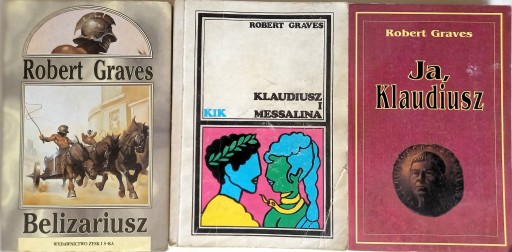 Robert Graves
Belizariusz
WYDAWNICTWO ZYSK I S-KA
ROBERT GRAVES
KLAUDIUSZ
I
MESSALINA
KIK
Robert Graves
Ja,
Klaudiusz